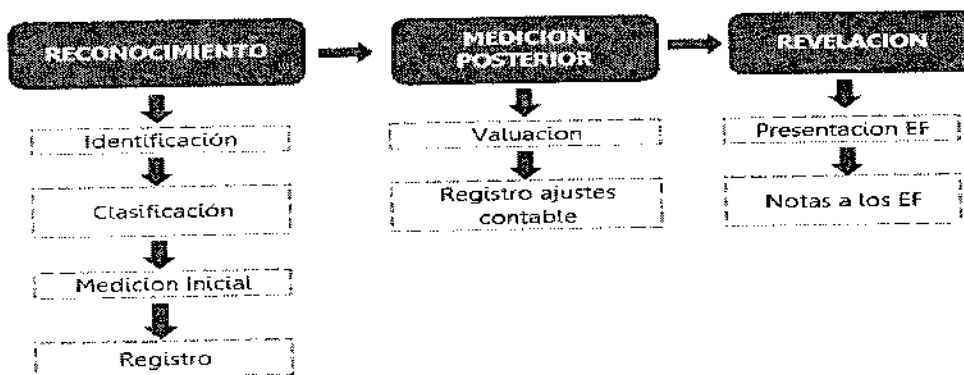 RECONOCIMIENTO
Identificación
Clasificación
Medicion Inicial
Registro
MEDICION
POSTERIOR
Valuacion
Registro ajustes
contable
REVELACION
Presentacion EF
Notas a los EF